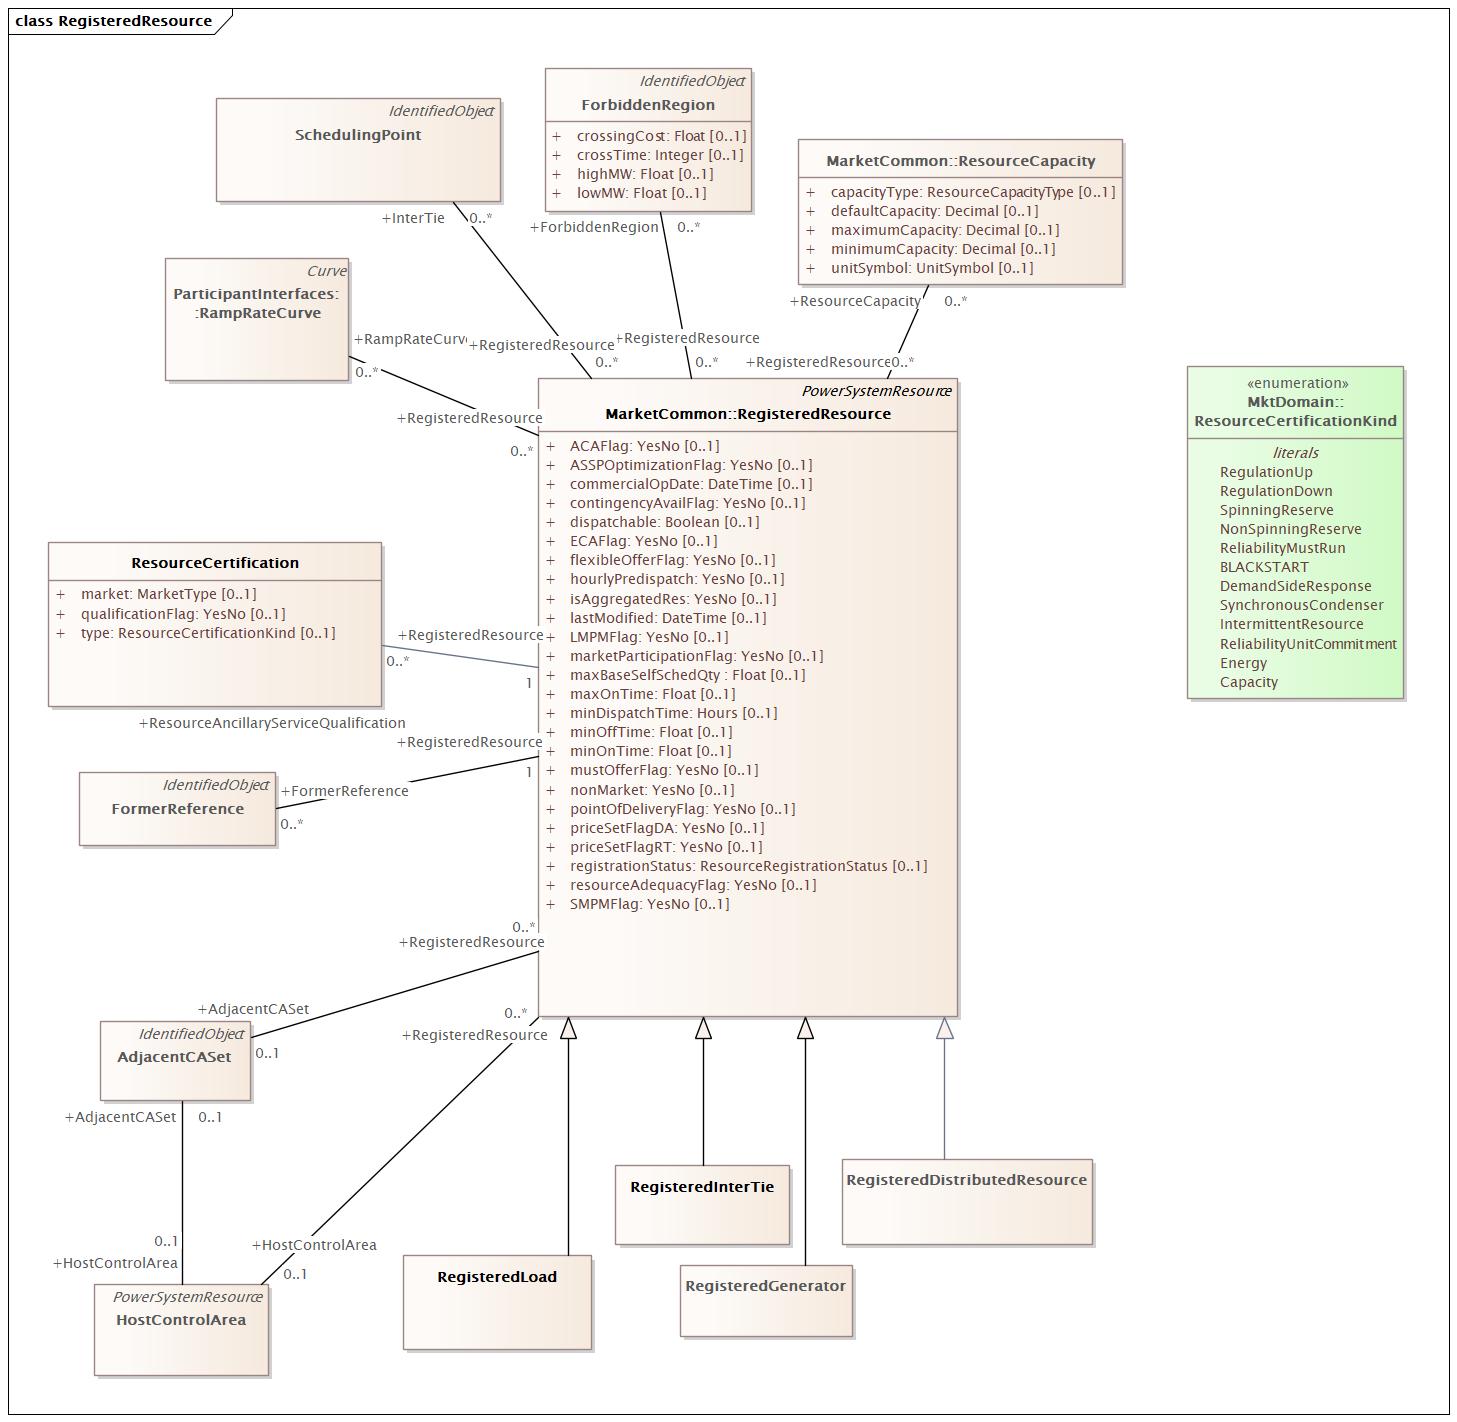 class RegisteredResource
IdentifiedObject
SchedulingPoint
+InterTie
0..*
IdentifiedObject
ForbiddenRegion
+ crossingCost: Float [0..1]
+ crossTime: Integer [0..1]
+ highMW: Float [0..1]
+ lowMW: Float [0..1]
+ForbiddenRegion
0..*
MarketCommon::ResourceCapacity
+ capacityType: ResourceCapacityType [0..1]
+ defaultCapacity: Decimal [0..1]
+ maximumCapacity: Decimal [0..1]
+ minimumCapacity: Decimal [0..1]
+ unitSymbol: UnitSymbol [0..1]
+ResourceCapacity
0..*
Curve
ParticipantInterfaces:
:RampRateCurve
+RampRateCurve
0..*
+RegisteredResource
0..*
+RegisteredResource
0..*
+RegisteredResource
0..*
+RegisteredResource
0..*
PowerSystemResource
MarketCommon::RegisteredResource
+ ACAFlag: YesNo [0..1]
+ ASSPOptimizationFlag: YesNo [0..1]
+ commercialOpDate: DateTime [0..1]
+ contingencyAvailFlag: YesNo [0..1]
+ dispatchable: Boolean [0..1]
+ ECAFlag: YesNo [0..1]
+ flexibleOfferFlag: YesNo [0..1]
+ hourlyPredispatch: YesNo [0..1]
+ isAggregatedRes: YesNo [0..1]
+ lastModified: DateTime [0..1]
+ LMPMFlag: YesNo [0..1]
+ marketParticipationFlag: YesNo [0..1]
+ maxBaseSelfSchedQty : Float [0..1]
+ maxOnTime: Float [0..1]
+ minDispatchTime: Hours [0..1]
+ minOffTime: Float [0..1]
+ minOnTime: Float [0..1]
+ mustOfferFlag: YesNo [0..1]
+ nonMarket: YesNo [0..1]
+ pointOfDeliveryFlag: YesNo [0..1]
+ priceSetFlagDA: YesNo [0..1]
+ priceSetFlagRT: YesNo [0..1]
+ registrationStatus: ResourceRegistrationStatus [0..1]
+ resourceAdequacyFlag: YesNo [0..1]
+ SMPMFlag: YesNo [0..1]
«enumeration»
MktDomain::
ResourceCertificationKind
literals
RegulationUp
RegulationDown
SpinningReserve
NonSpinningReserve
ReliabilityMustRun
BLACKSTART
DemandSideResponse
SynchronousCondenser
IntermittentResource
ReliabilityUnitCommitment
Energy
Capacity
ResourceCertification
+ market: MarketType [0..1]
+ qualificationFlag: YesNo [0..1]
+ type: ResourceCertificationKind [0..1]
+RegisteredResource
0..*
1
+ResourceAncillaryServiceQualification
+RegisteredResource
1
IdentifiedObject
FormerReference
+FormerReference
0..*
0..*
+RegisteredResource
+AdjacentCASet
0..1
IdentifiedObject
AdjacentCASet
0..*
+RegisteredResource
+AdjacentCASet
0..1
0..1
+HostControlArea
+HostControlArea
0..1
PowerSystemResource
HostControlArea
RegisteredLoad
RegisteredInterTie
RegisteredGenerator
RegisteredDistributedResource